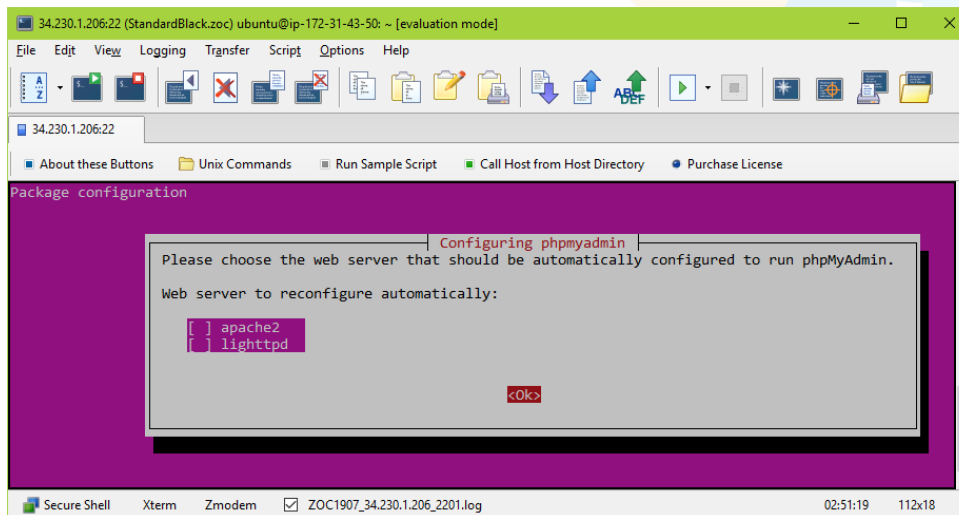 34.230.1.206:22 (StandardBlack.zoc) ubuntu@ip-172-31-43-50: ~ [evaluation mode]
File Edit View Logging Transfer Script Options Help
34.230.1.206:22
About these Buttons Unix Commands Run Sample Script Call Host from Host Directory Purchase License
Package configuration
Configuring phpmyadmin
Please choose the web server that should be automatically configured to run phpMyAdmin.
Web server to reconfigure automatically:
[ ] apache2
[ ] lighttpd
<Ok>
Secure Shell Xterm Zmodem ZOC1907_34.230.1.206_2201.log 02:51:19 112x18